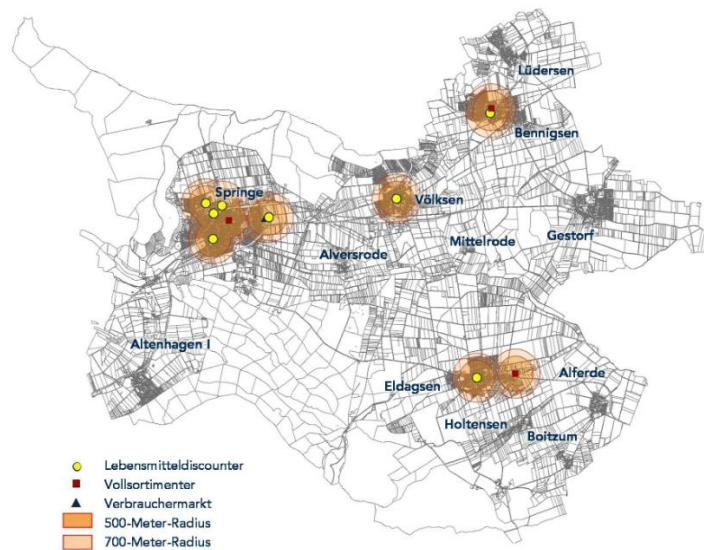 Lüdersen
Bennigsen
Springe
Völksen
Gestorf
Mittelrode
Alversrode
Altenhagen I
Eldagsen
Alferde
Holtensen
Boitzum
Lebensmitteldiscounter
Vollsortimenter
Verbrauchermarkt
500-Meter-Radius
700-Meter-Radius